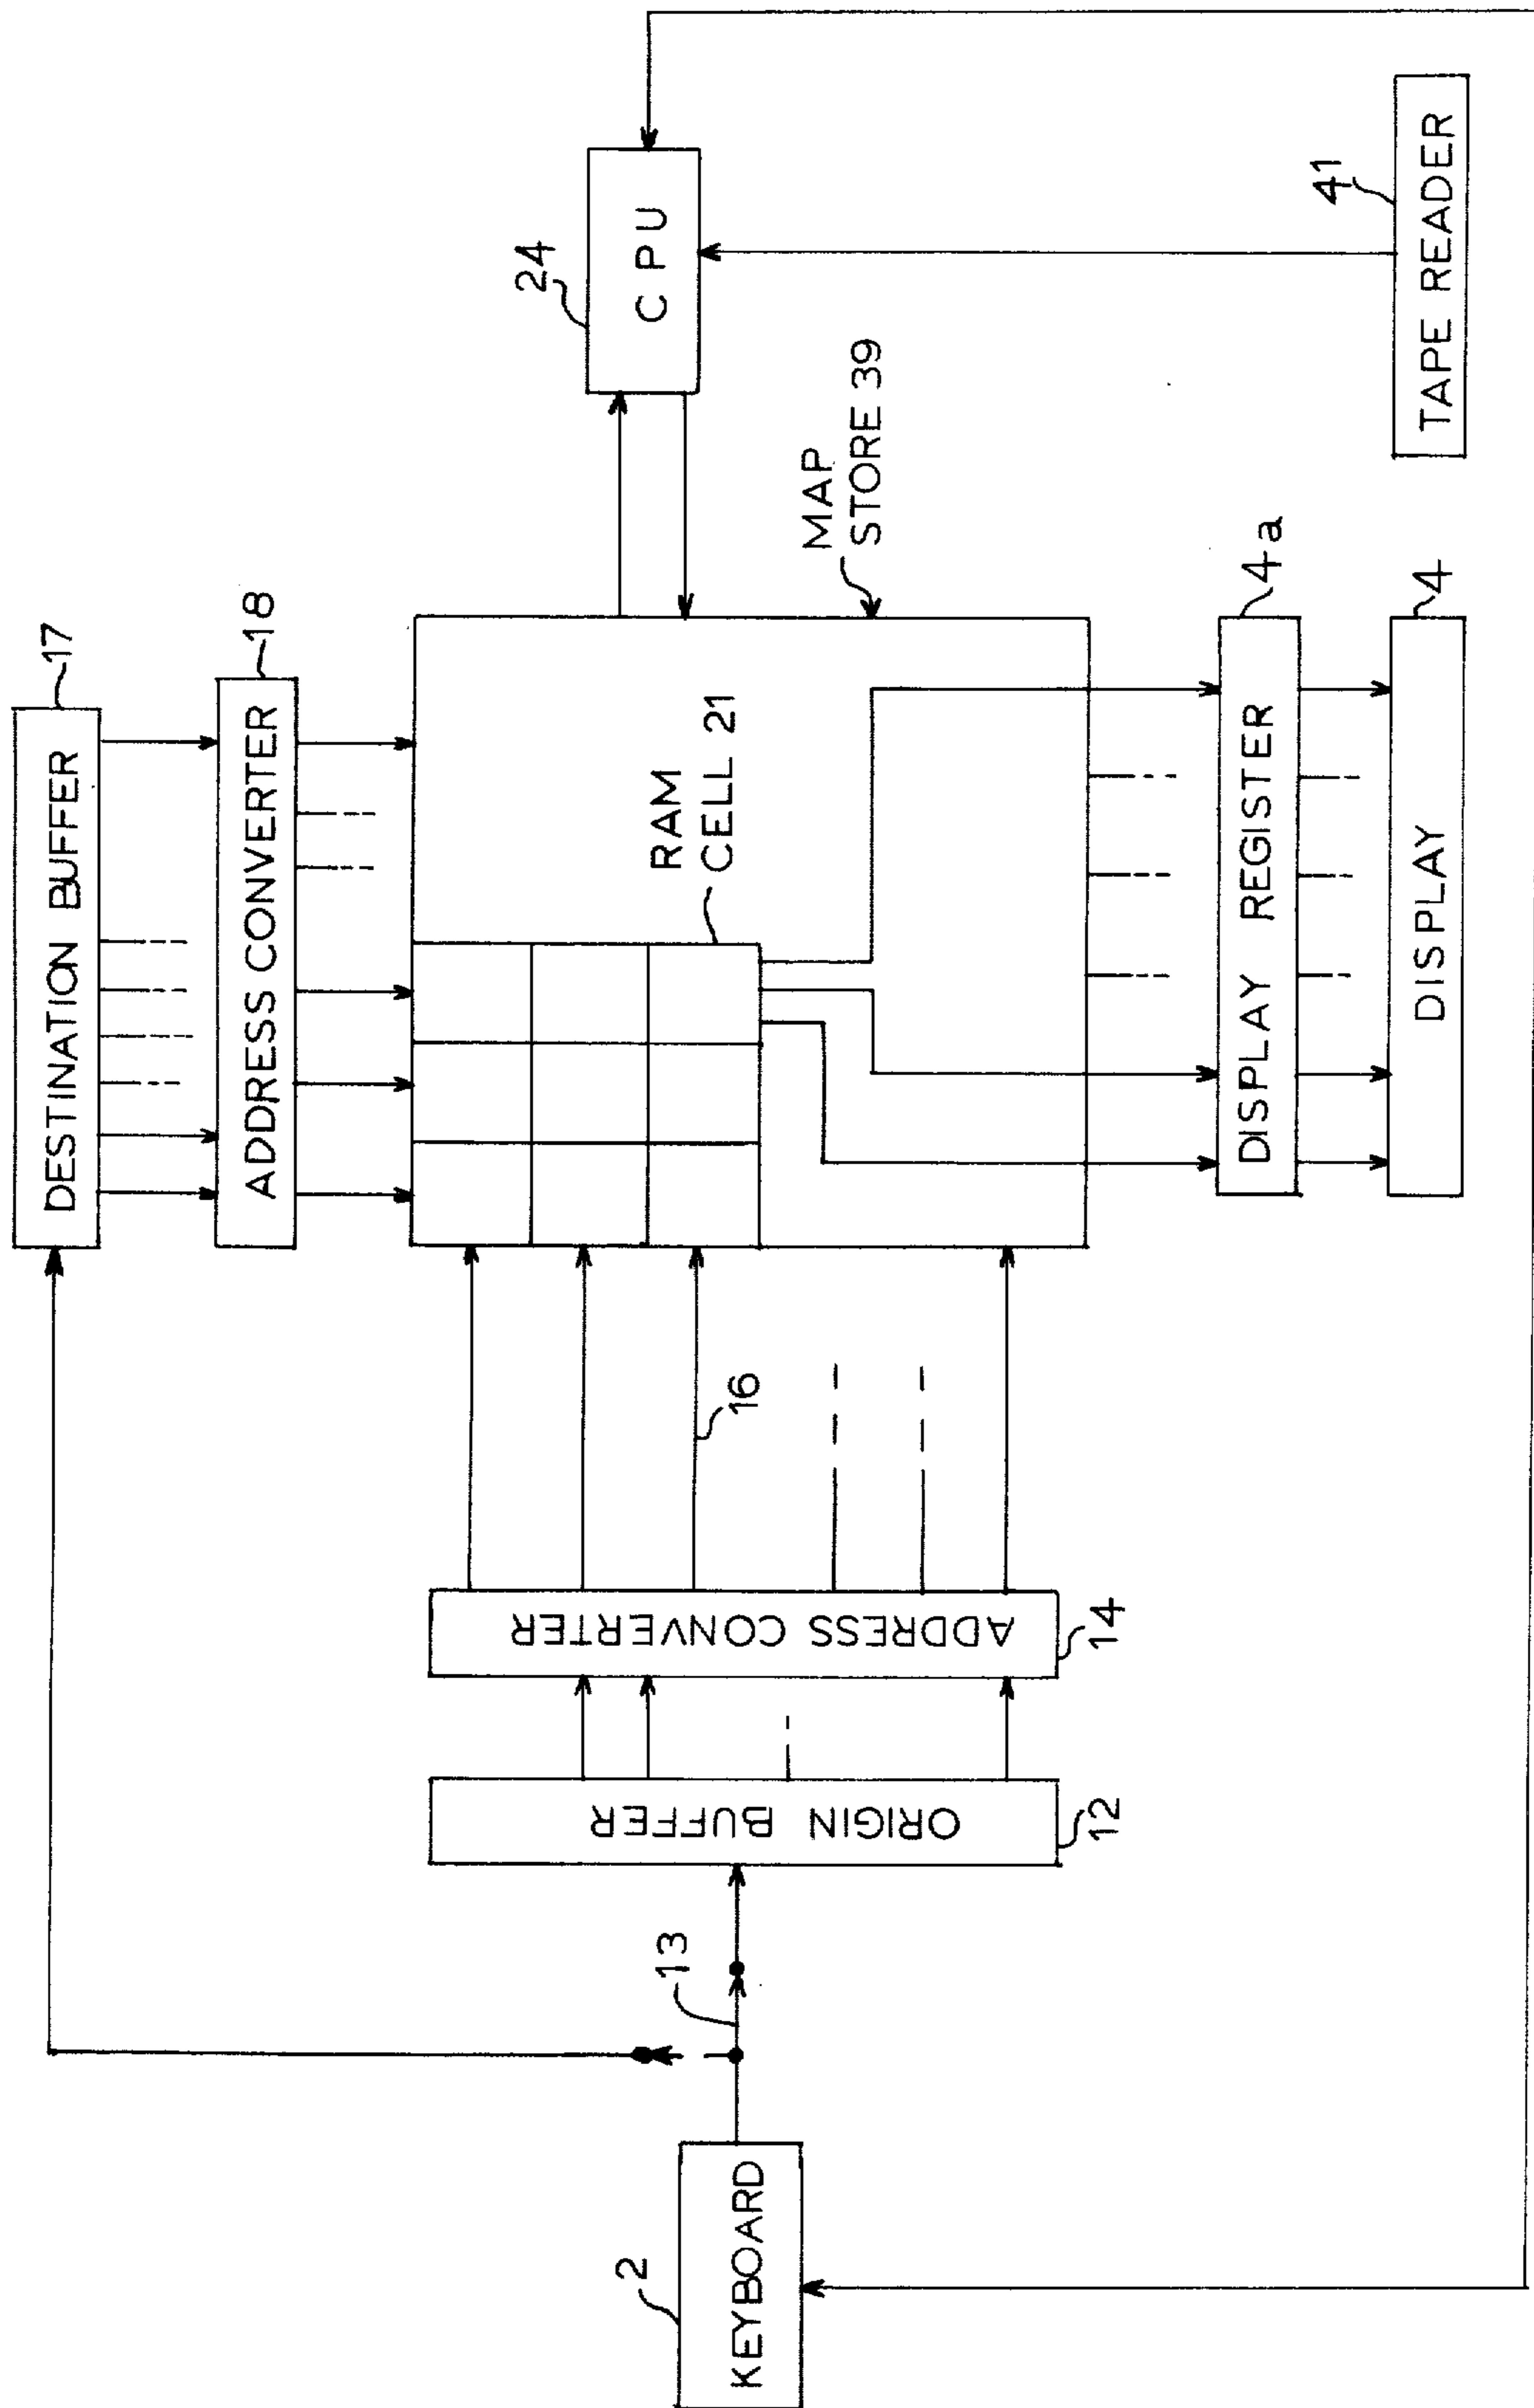 DESTINATION BUFFER
17
ADDRESS CONVERTER
18
RAM
CELL 21
MAP
STORE 39
24
CPU
41
TAPE READER
DISPLAY REGISTER
4a
DISPLAY
4
16
ADDRESS CONVERTER
14
ORIGIN BUFFER
12
13
2
KEYBOARD